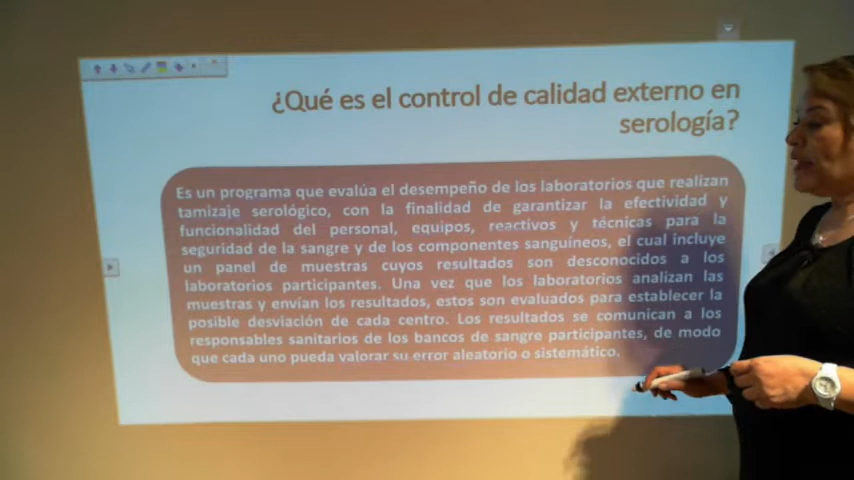 ¿Qué es el control de calidad externo en
serología?
Es un programa que evalúa el desempeño de los laboratorios que realizan
tamizaje serológico, con la finalidad de garantizar la efectividad y
funcionalidad del personal, equipos, reactivos y técnicas para la
seguridad de la sangre y de los componentes sanguíneos, el cual incluye
un panel de muestras cuyos resultados son desconocidos a los
laboratorios participantes. Una vez que los laboratorios analizan las
muestras y envían los resultados, estos son evaluados para establecer la
posible desviación de cada centro. Los resultados se comunican a los
responsables sanitarios de los bancos de sangre participantes, de modo
que cada uno pueda valorar su error aleatorio o sistemático.